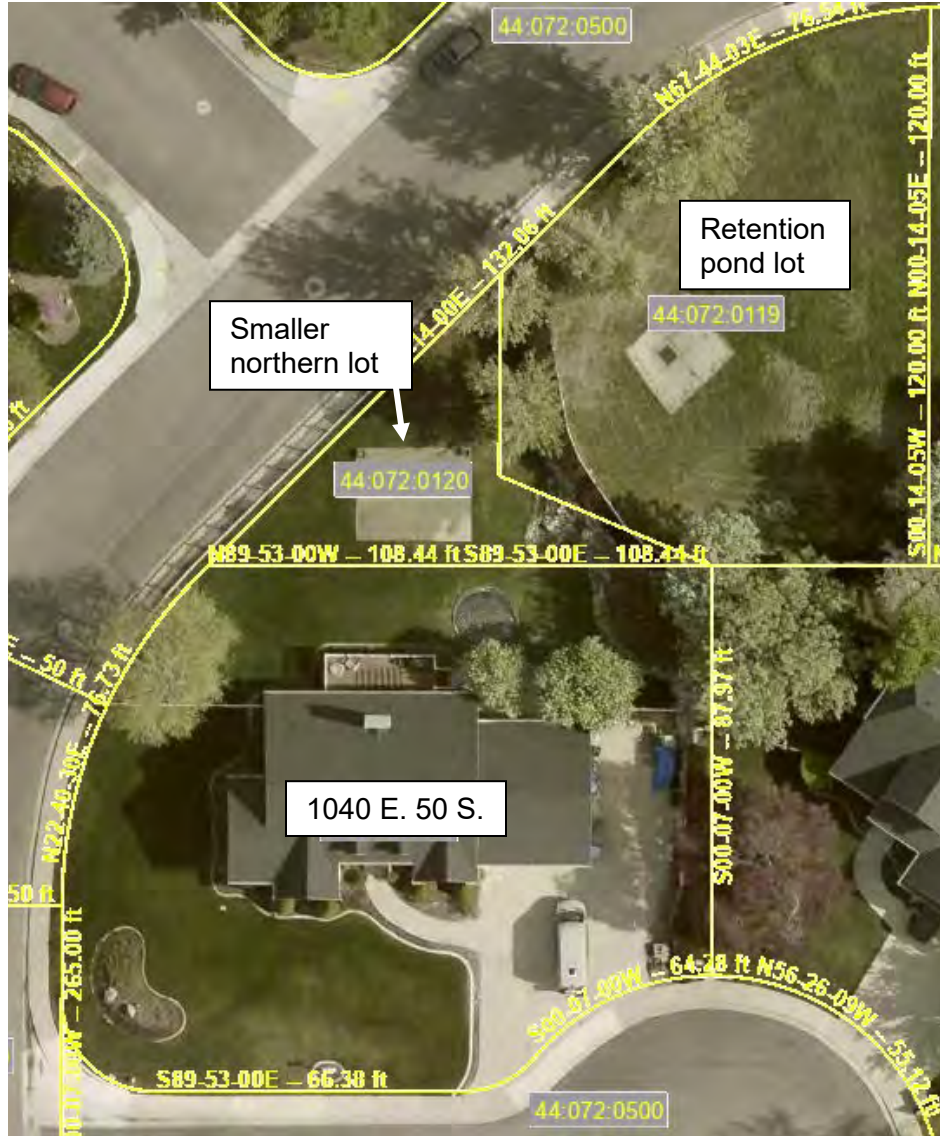 44:072:0500
N67-44-03E -- 76.54 ft
S00-14-05W -- 120.00 ft N00-14-05E -- 120.00 ft
Retention
pond lot
44:072:0119
14-00E -- 132.06 ft
Smaller
northern lot
44:072:0120
ft
N89-53-00W -- 108.44 ft S89-53-00E -- 108.44 ft
50 ft
N22-40-30E -- 76.73 ft
S00-07-00W -- 87.97 ft
1040 E. 50 S.
50 ft
265.00 ft
S00-07-00W -- 64.28 ft N56-26-09W -- 55.12 ft
S89-53-00E -- 66.38 ft
44:072:0500